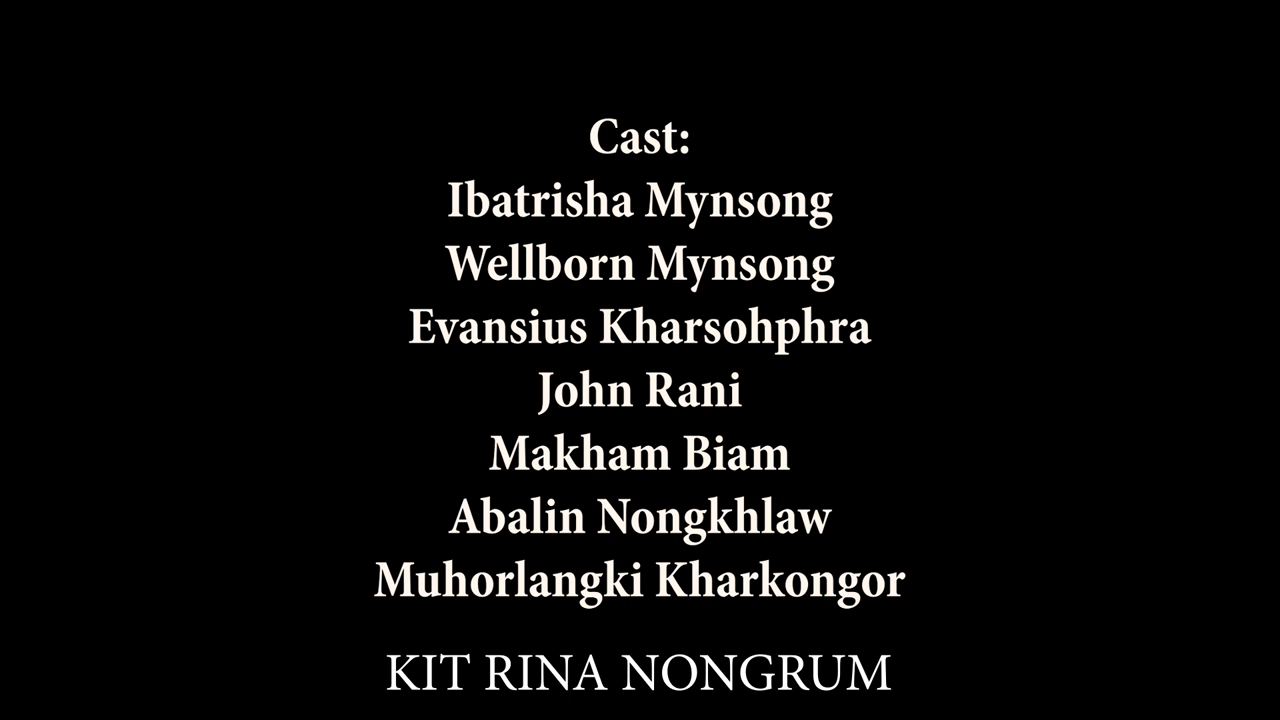 Cast:
Ibatrisha Mynsong
Wellborn Mynsong
Evansius Kharsohphra
John Rani
Makham Biam
Abalin Nongkhlaw
Muhorlangki Kharkongor
KIT RINA NONGRUM